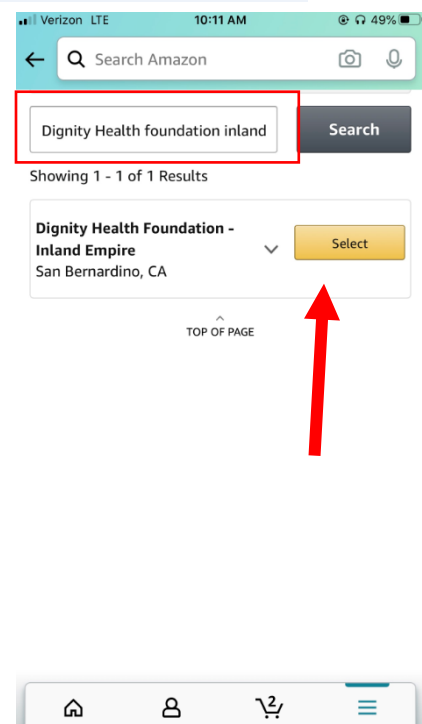 Verizon LTE 10:11 AM 49%
Search Amazon
Dignity Health foundation inland Search
Showing 1 - 1 of 1 Results
Dignity Health Foundation -
Inland Empire
San Bernardino, CA
Select
TOP OF PAGE
2